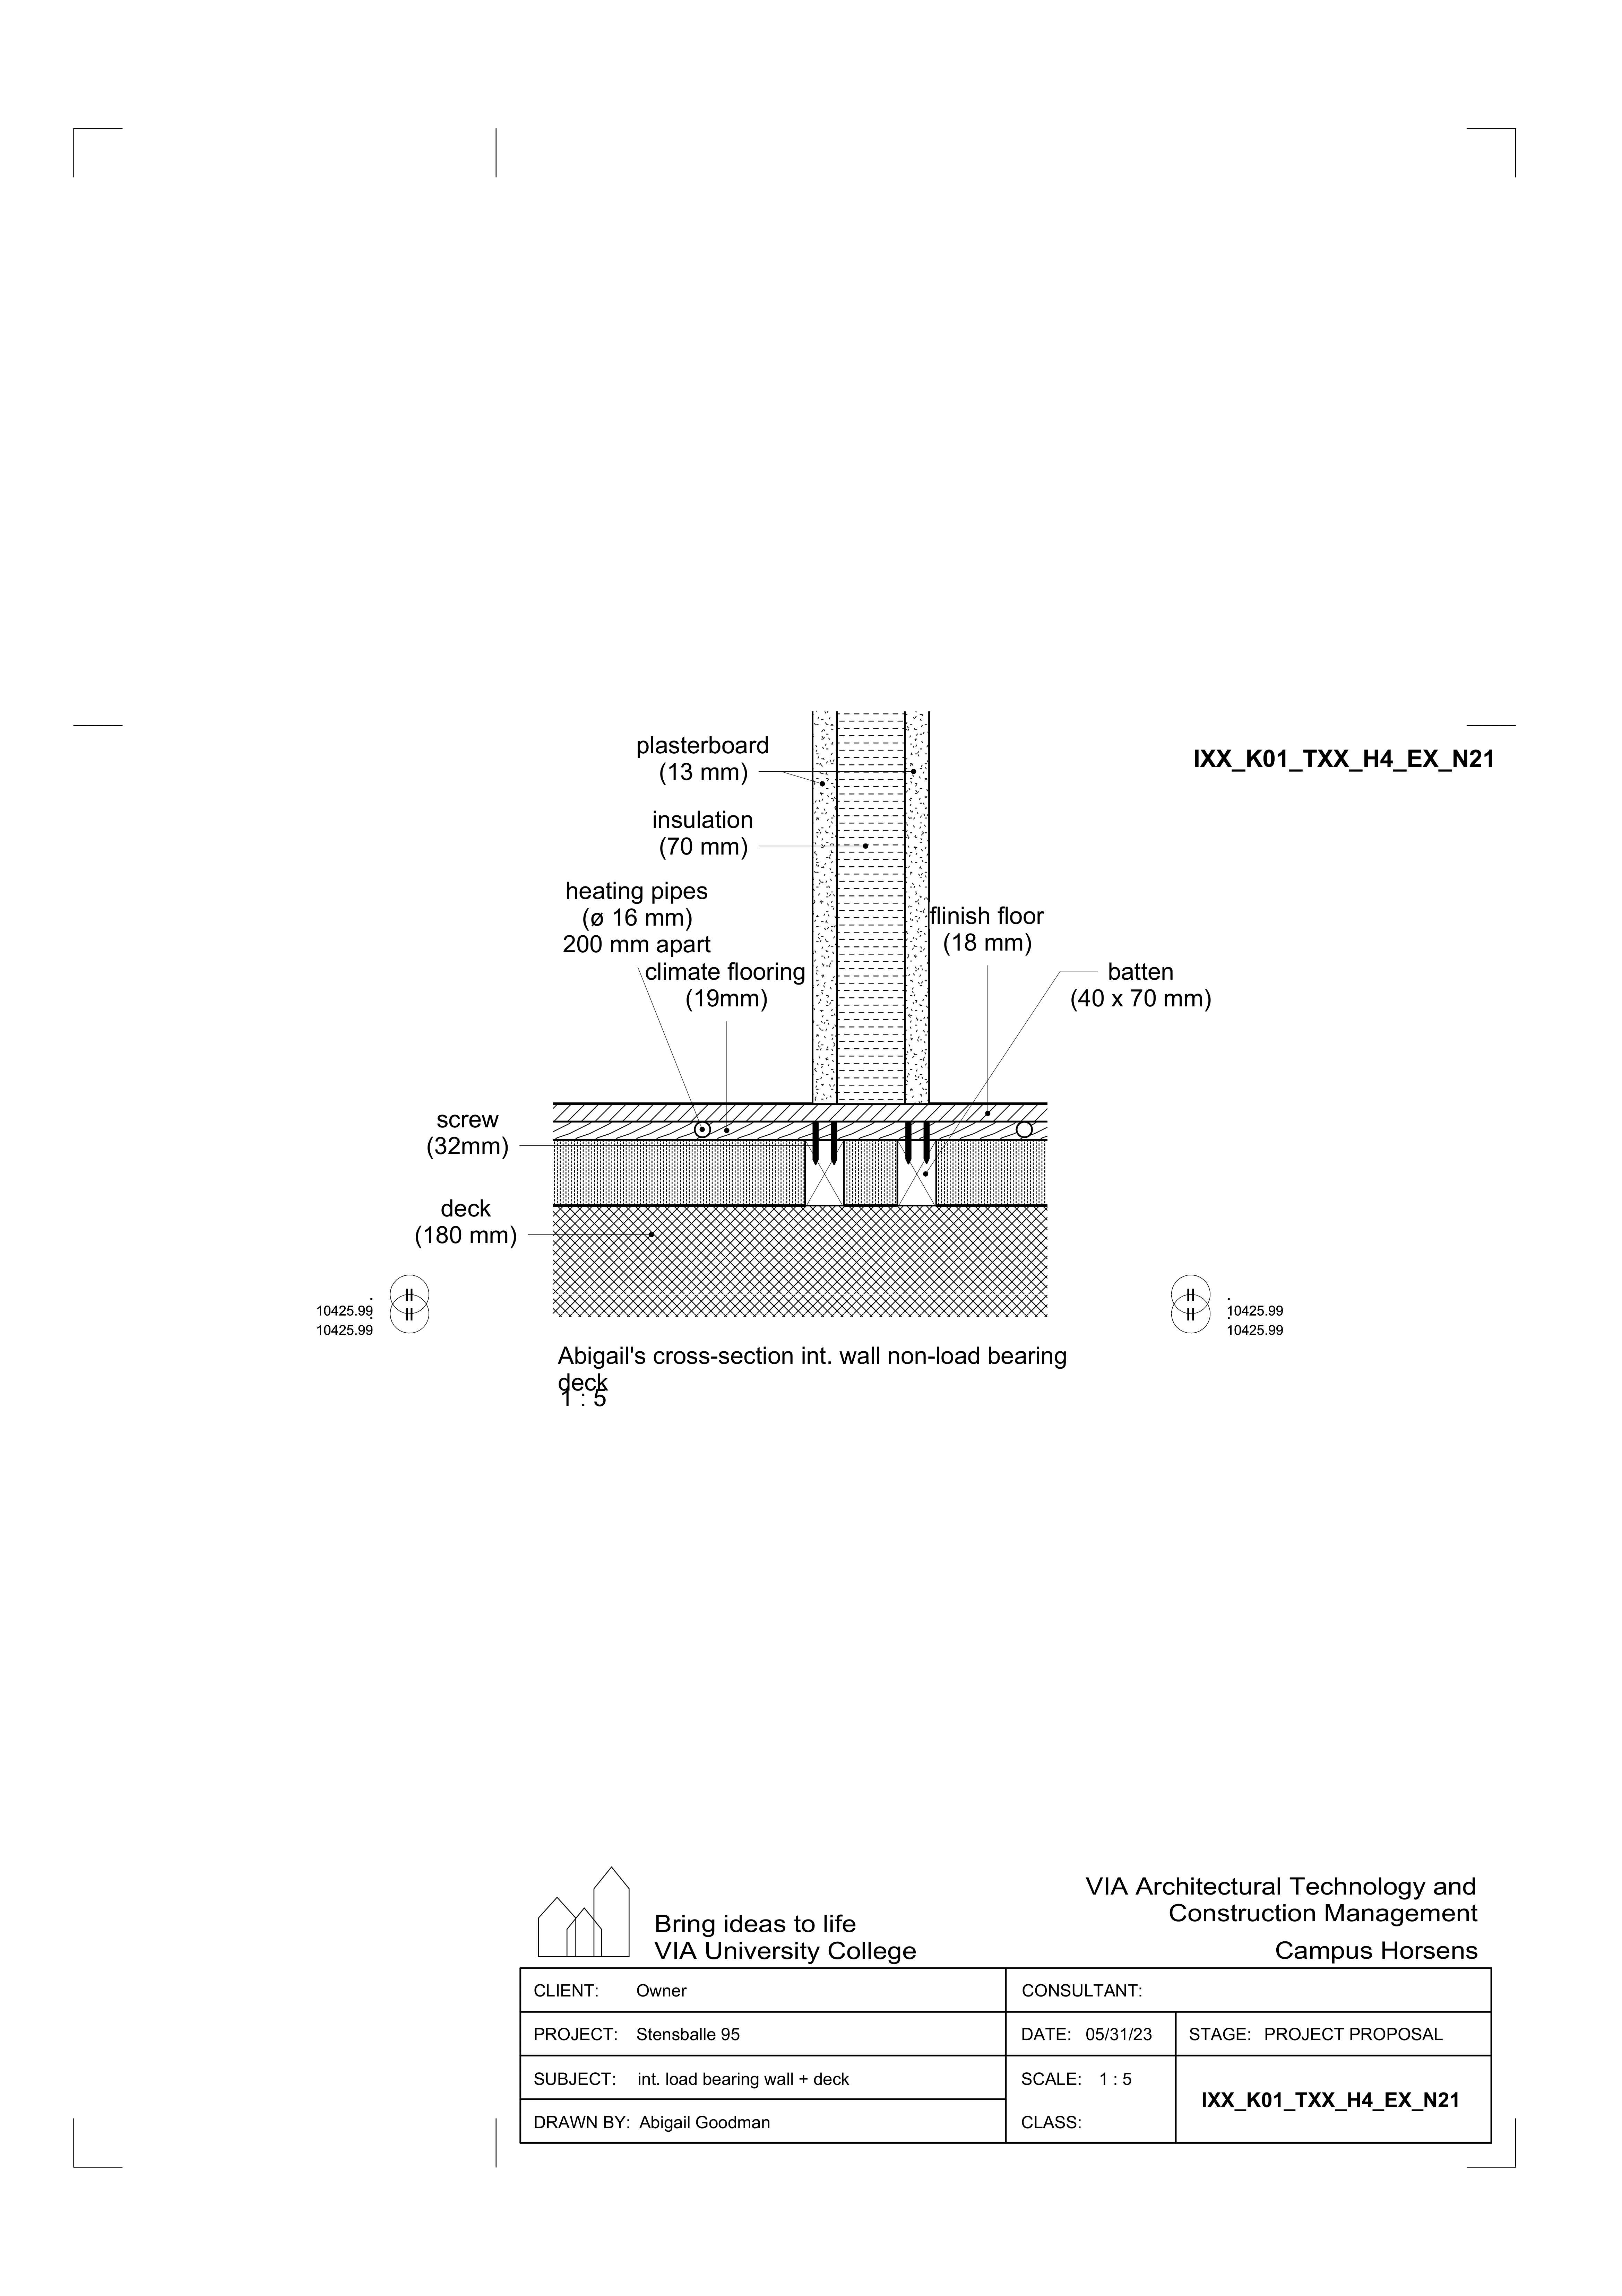 plasterboard
(13 mm)
IXX_K01_TXX_H4_EX_N21
insulation
(70 mm)
heating pipes
(ø 16 mm)
200 mm apart
climate flooring
(19mm)
flinish floor
(18 mm)
batten
(40 x 70 mm)
screw
(32mm)
deck
(180 mm)
10425.99
10425.99
10425.99
10425.99
Abigail's cross-section int. wall non-load bearing
deck
1 : 5
Bring ideas to life
VIA University College
VIA Architectural Technology and
Construction Management
Campus Horsens
CLIENT: Owner
CONSULTANT:
PROJECT: Stensballe 95
DATE: 05/31/23
STAGE: PROJECT PROPOSAL
SUBJECT: int. load bearing wall + deck
SCALE: 1 : 5
IXX_K01_TXX_H4_EX_N21
DRAWN BY: Abigail Goodman
CLASS: